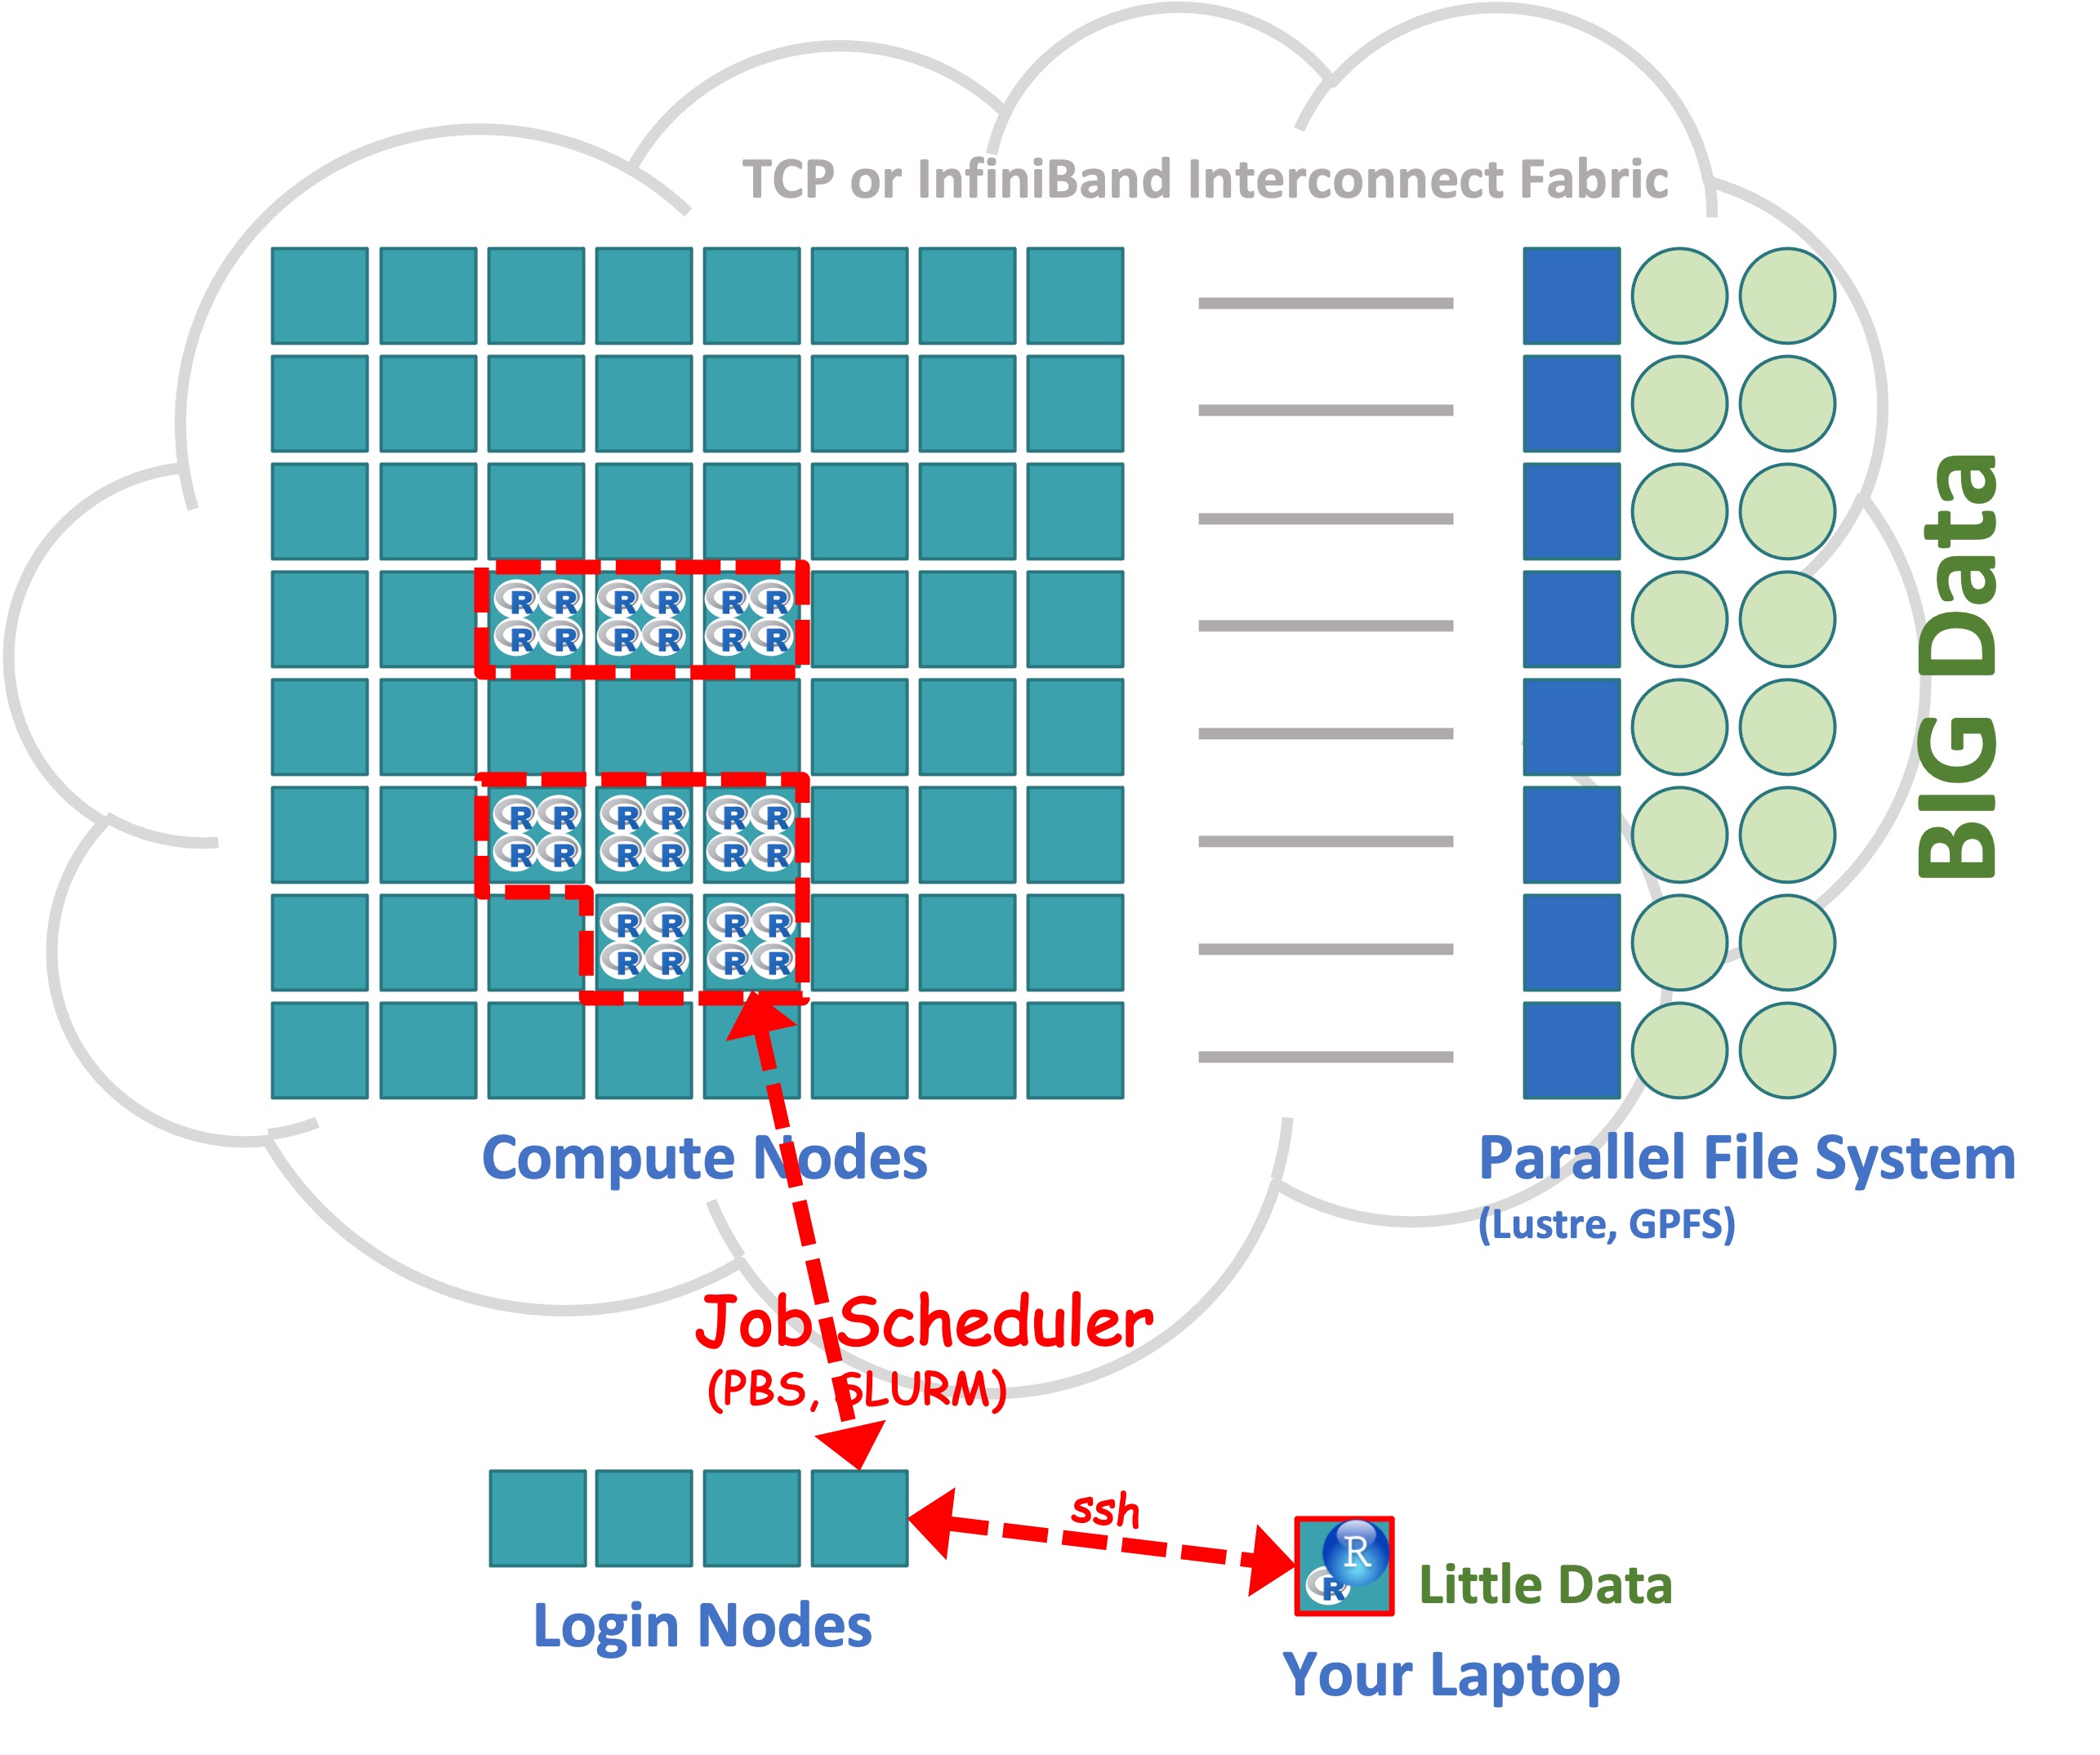 TCP or InfiniBand Interconnect Fabric
BIG Data
R R R R R R
R R R R R R
R R R R R R
R R R R R R
R R R R
R R R R
Compute Nodes
Parallel File System
(Lustre, GPFS)
Job Scheduler
(PBS, SLURM)
ssh
R
R
Little Data
Login Nodes
Your Laptop